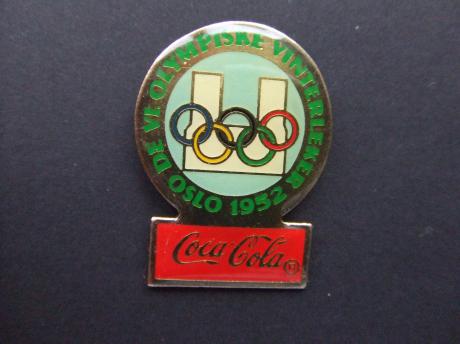 DE VI OLYMPISKE VINTERLEKER
OSLO 1952
Coca-Cola ®